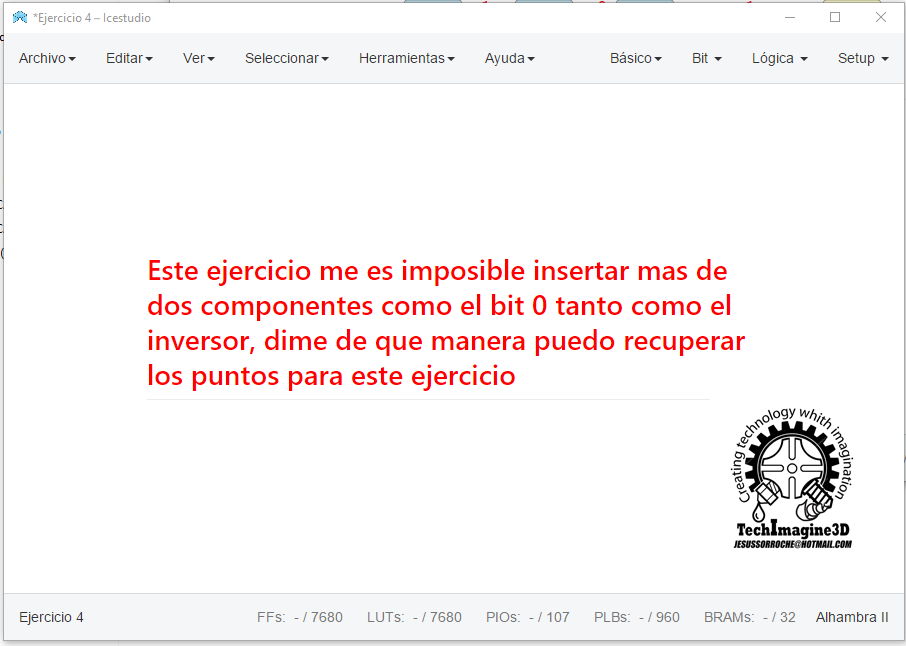 *Ejercicio 4 – Icestudio
Archivo Editar Ver Seleccionar Herramientas Ayuda Básico Bit Lógica Setup
Este ejercicio me es imposible insertar mas de
dos componentes como el bit 0 tanto como el
inversor, dime de que manera puedo recuperar
los puntos para este ejercicio
Creating technology whith imagination
TechImagine3D
JESUSSORROCHE@HOTMAIL.COM
Ejercicio 4 FFs: - / 7680 LUTs: - / 7680 PIOs: - / 107 PLBs: - / 960 BRAMs: - / 32 Alhambra II